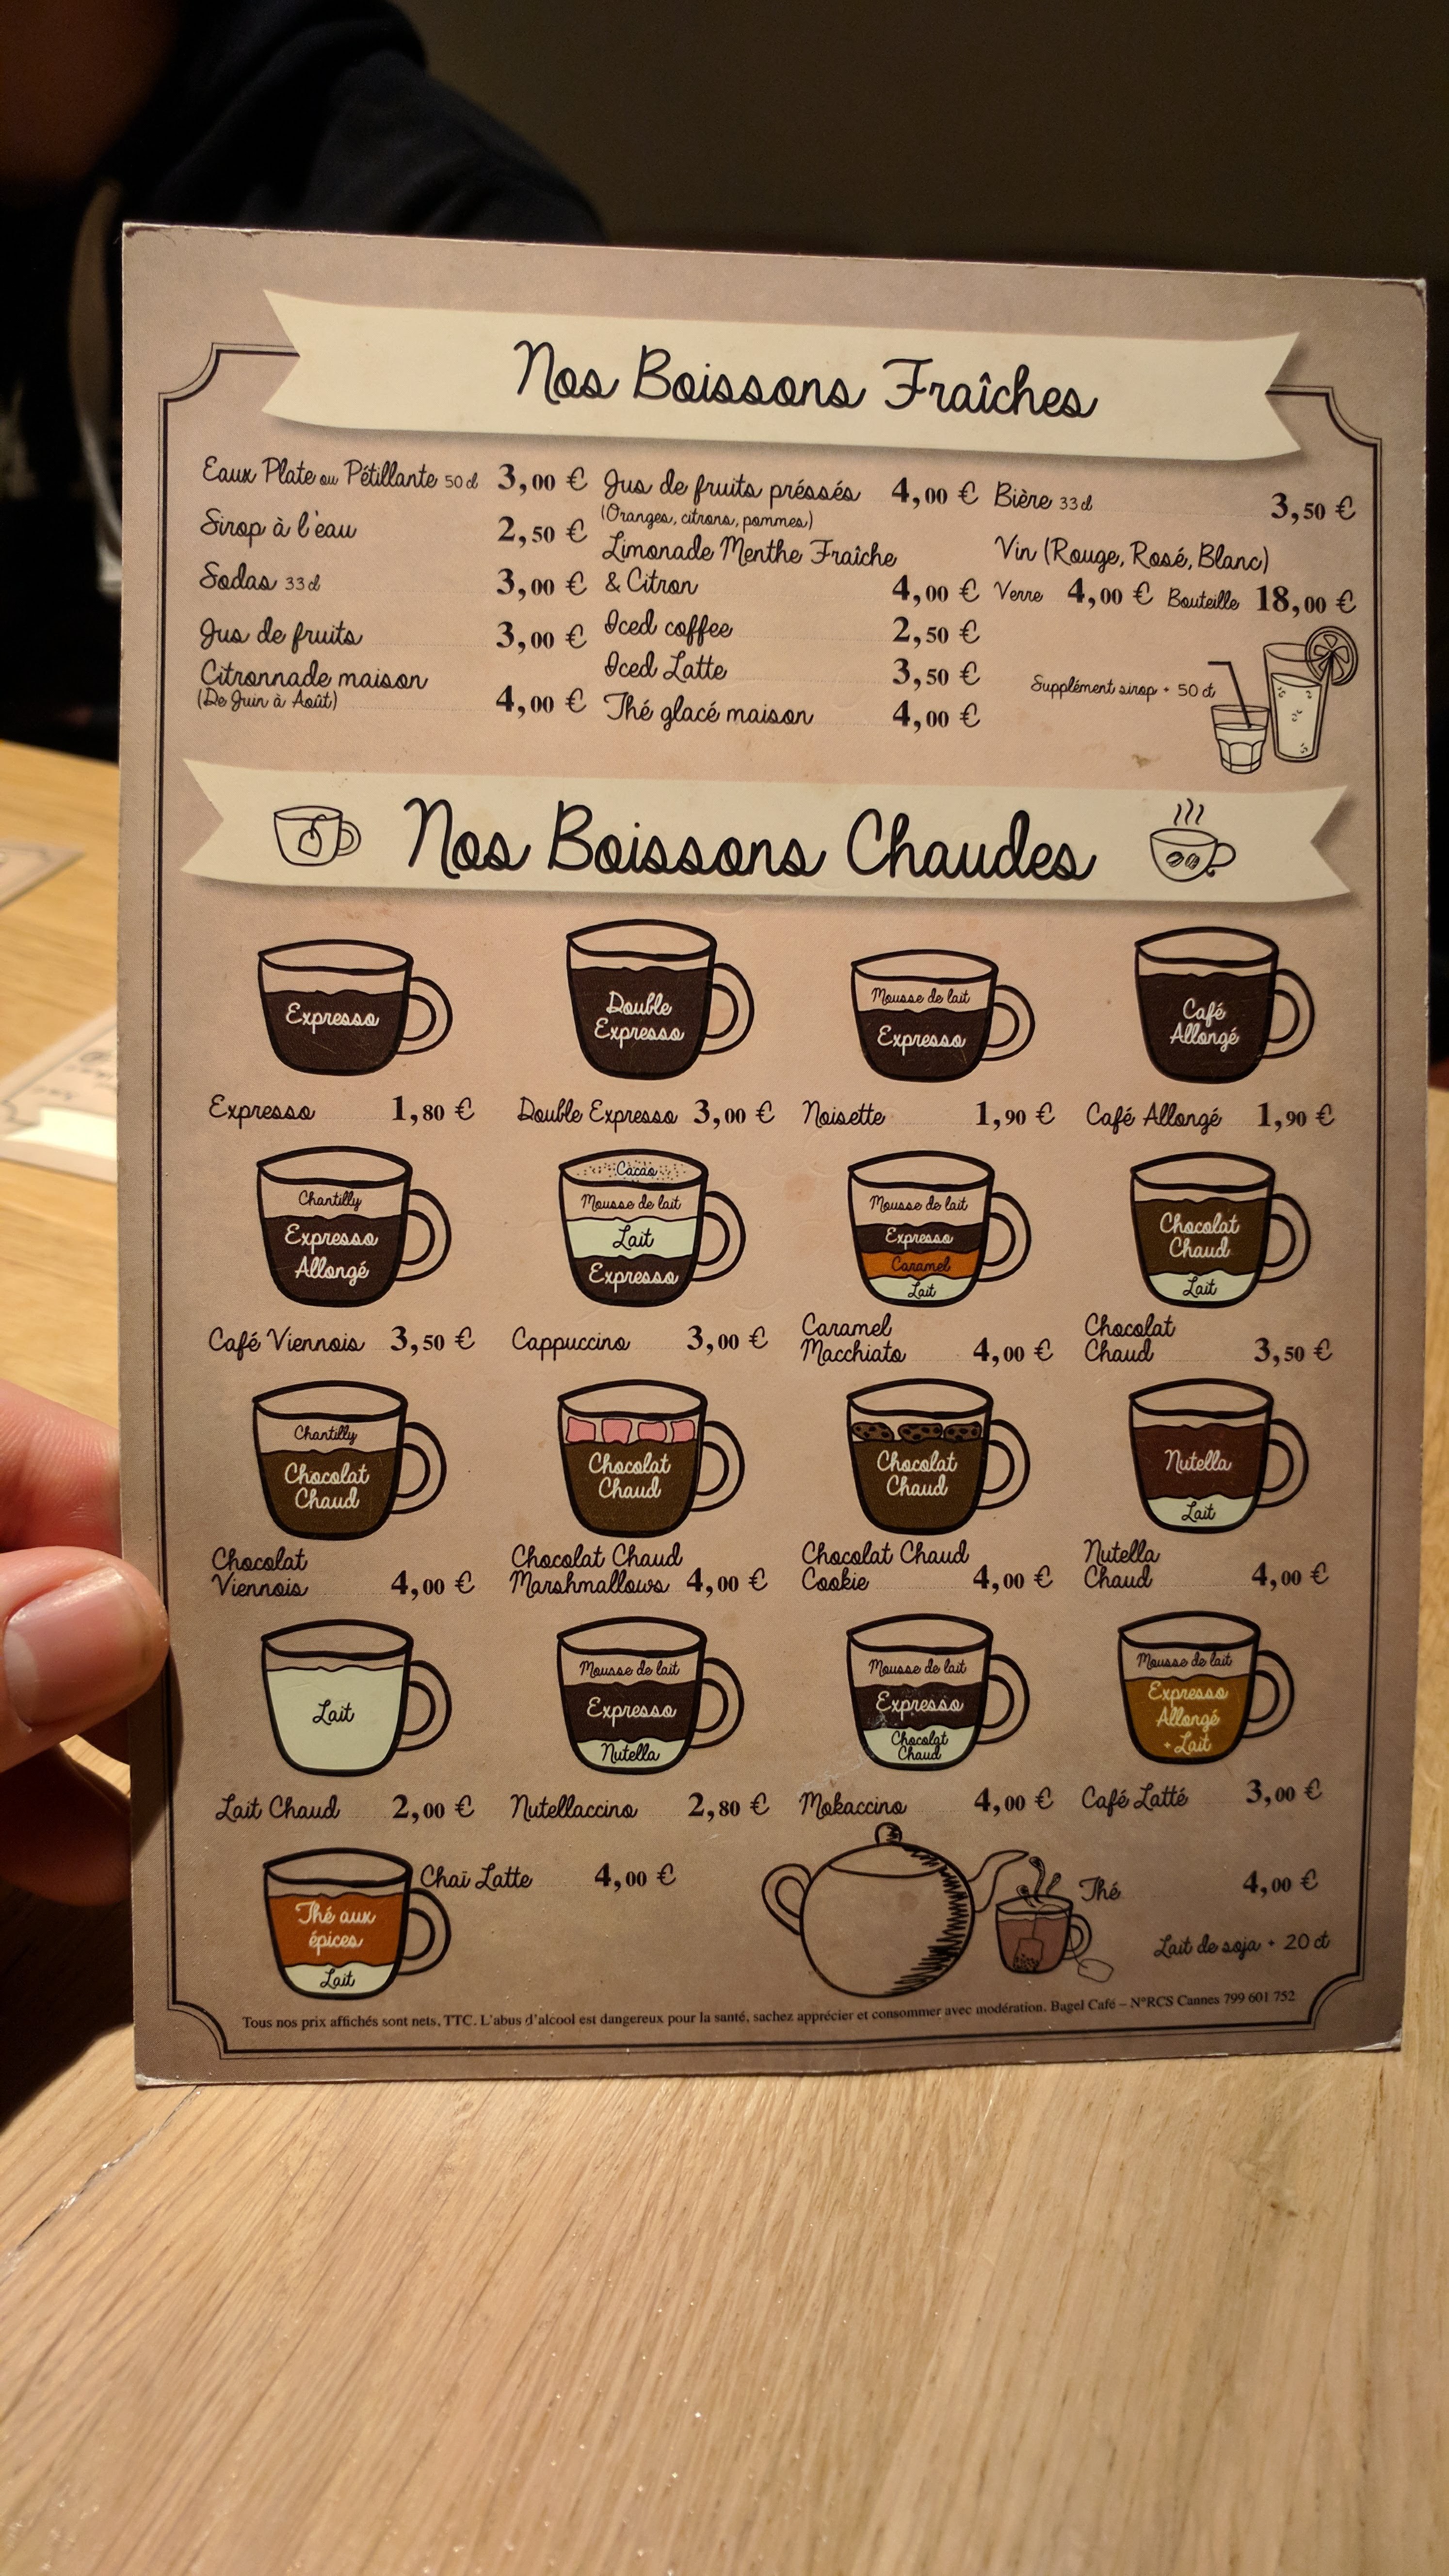 Nos Boissons Fraîches
Eaux Plate ou Pétillante 50 cl 3,00 €
Sirop à l'eau 2,50 €
Sodas 33 cl 3,00 €
Jus de fruits 3,00 €
Citronnade maison
(De Juin à Août) 4,00 €
Jus de fruits préssés 4,00 €
(Oranges, citrons, pommes)
Limonade Menthe Fraîche
& Citron 4,00 €
Iced coffee 2,50 €
Iced Latte 3,50 €
Thé glacé maison 4,00 €
Bière 33 cl 3,50 €
Vin (Rouge, Rosé, Blanc)
Verre 4,00 € Bouteille 18,00 €
Supplément sirop + 50 ct
Nos Boissons Chaudes
Expresso
Expresso 1,80 €
Double
Expresso
Double Expresso 3,00 €
Mousse de lait
Expresso
Noisette 1,90 €
Café
Allongé
Café Allongé 1,90 €
Chantilly
Expresso
Allongé
Café Viennois 3,50 €
Cacao
Mousse de lait
Lait
Expresso
Cappuccino 3,00 €
Mousse de lait
Expresso
Caramel
Lait
Caramel
Macchiato 4,00 €
Chocolat
Chaud
Lait
Chocolat
Chaud 3,50 €
Chantilly
Chocolat
Chaud
Chocolat
Viennois 4,00 €
Chocolat
Chaud
Chocolat Chaud
Marshmallows 4,00 €
Chocolat
Chaud
Chocolat Chaud
Cookie 4,00 €
Nutella
Lait
Nutella
Chaud 4,00 €
Lait
Lait Chaud 2,00 €
Mousse de lait
Expresso
Nutella
Nutellaccino 2,80 €
Mousse de lait
Expresso
Chocolat
Chaud
Mokaccino 4,00 €
Mousse de lait
Expresso
Allongé
+ Lait
Café Latté 3,00 €
Thé aux
épices
Lait
Chaï Latte 4,00 €
Thé 4,00 €
Lait de soja + 20 ct
Tous nos prix affichés sont nets, TTC. L'abus d'alcool est dangereux pour la santé, sachez apprécier et consommer avec modération. Bagel Café – N°RCS Cannes 799 601 752